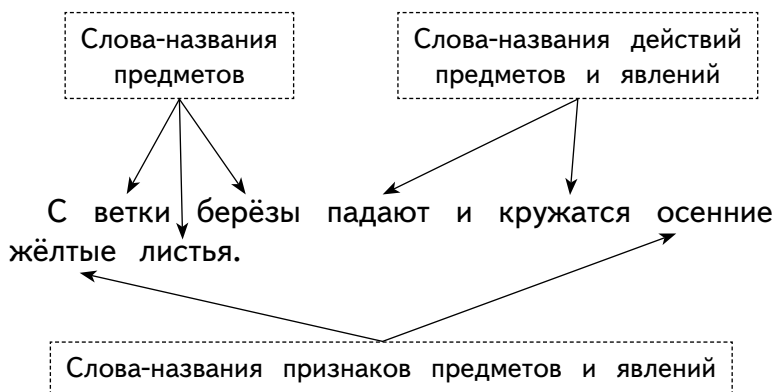 Слова-названия
предметов
Слова-названия действий
предметов и явлений
С ветки берёзы падают и кружатся осенние
жёлтые листья.
Слова-названия признаков предметов и явлений